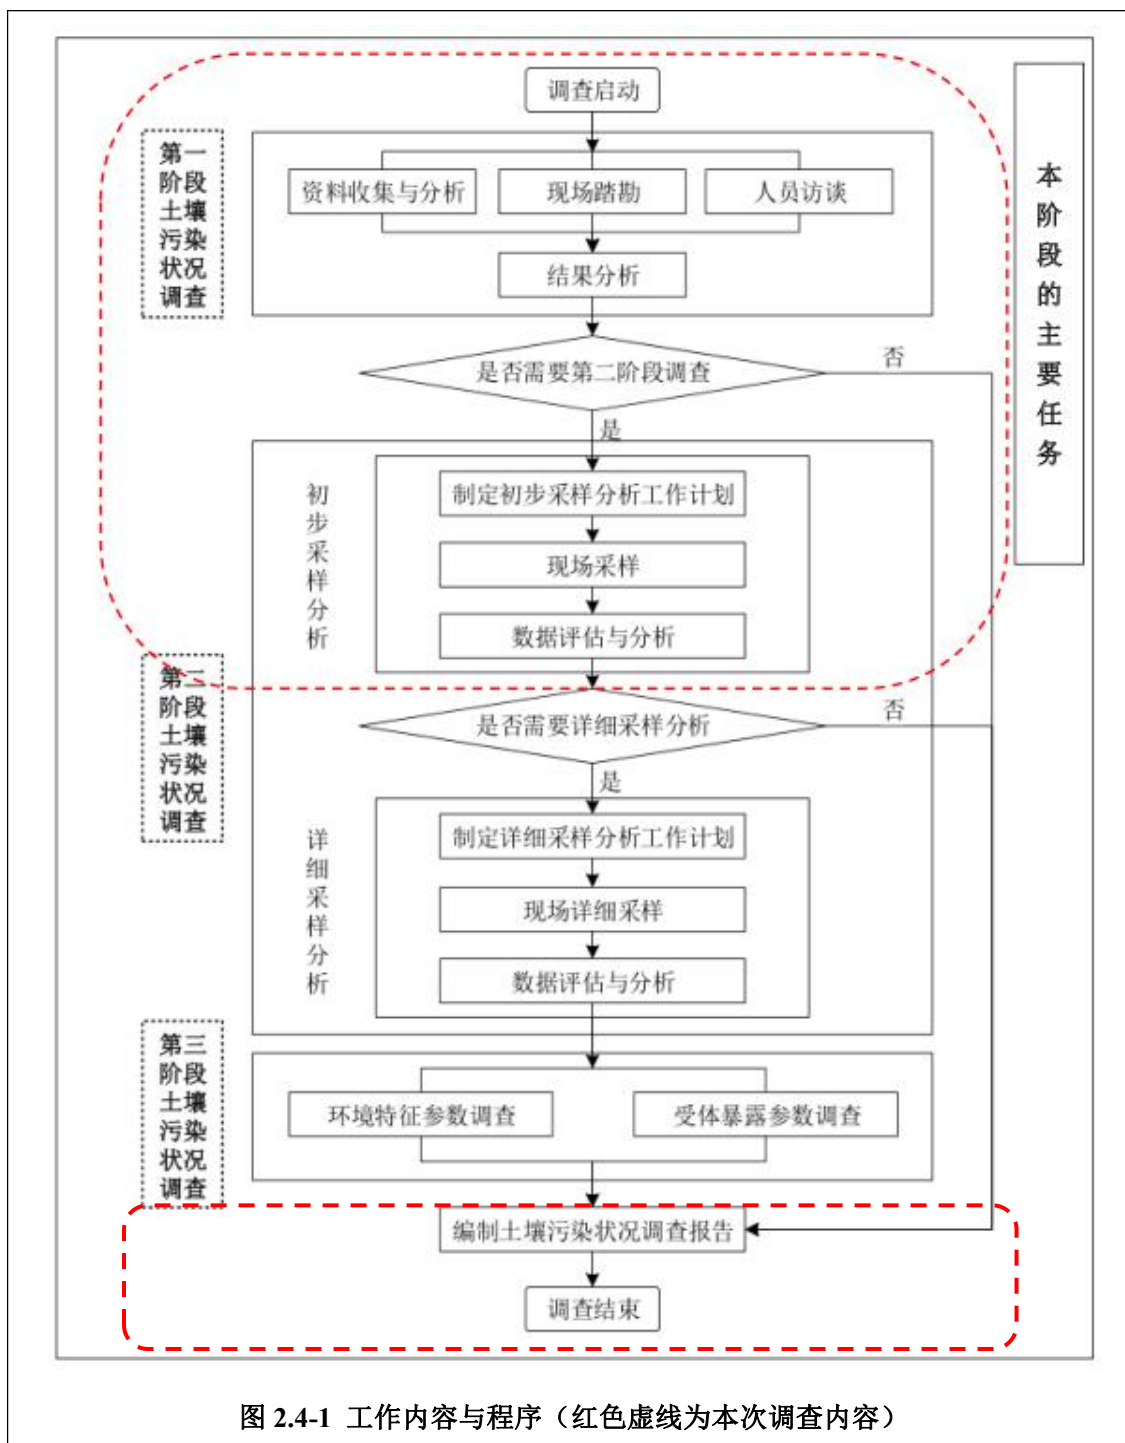 调查启动
第一
阶段
土壤
污染
状况
调查
资料收集与分析
现场踏勘
人员访谈
结果分析
本
阶
段
的
主
要
任
务
是否需要第二阶段调查
否
是
初
步
采
样
分
析
制定初步采样分析工作计划
现场采样
数据评估与分析
第二
阶段
土壤
污染
状况
调查
是否需要详细采样分析
否
是
详
细
采
样
分
析
制定详细采样分析工作计划
现场详细采样
数据评估与分析
第三
阶段
土壤
污染
状况
调查
环境特征参数调查
受体暴露参数调查
编制土壤污染状况调查报告
调查结束
图 2.4-1 工作内容与程序（红色虚线为本次调查内容）